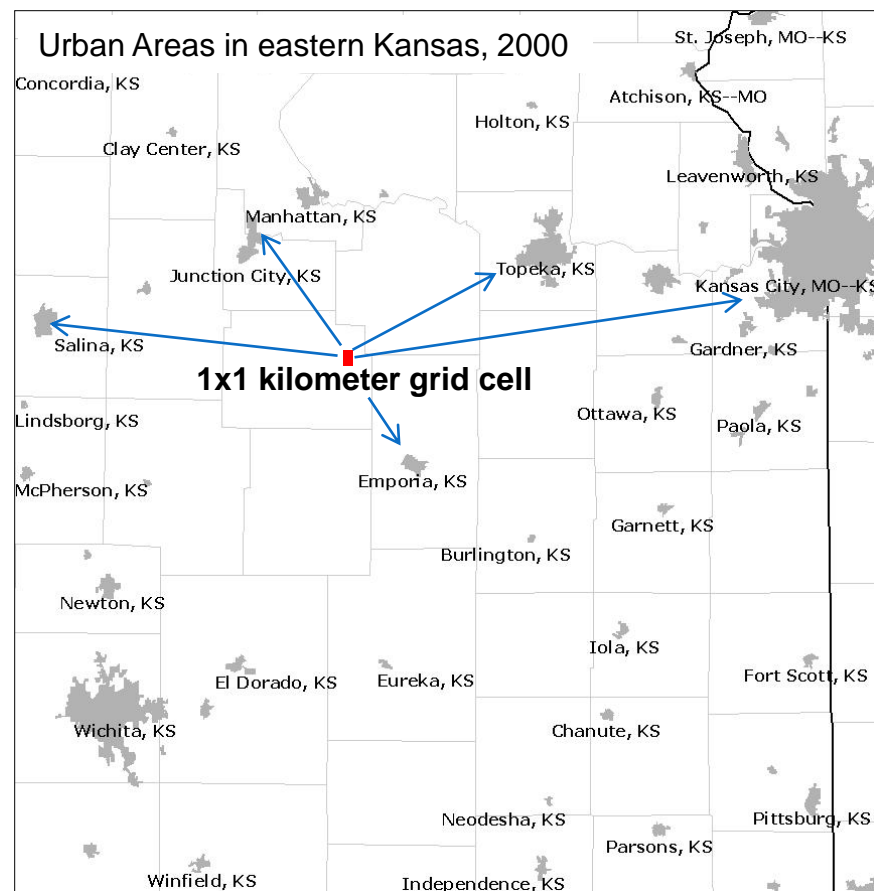 Urban Areas in eastern Kansas, 2000
St. Joseph, MO--KS
Concordia, KS
Atchison, KS--MO
Holton, KS
Clay Center, KS
Leavenworth, KS
Manhattan, KS
Junction City, KS
Topeka, KS
Kansas City, MO--KS
Salina, KS
Gardner, KS
1x1 kilometer grid cell
Ottawa, KS
Lindsborg, KS
Paola, KS
McPherson, KS
Emporia, KS
Garnett, KS
Burlington, KS
Newton, KS
Iola, KS
El Dorado, KS
Eureka, KS
Fort Scott, KS
Wichita, KS
Chanute, KS
Neodesha, KS
Pittsburg, KS
Parsons, KS
Winfield, KS
Independence, KS